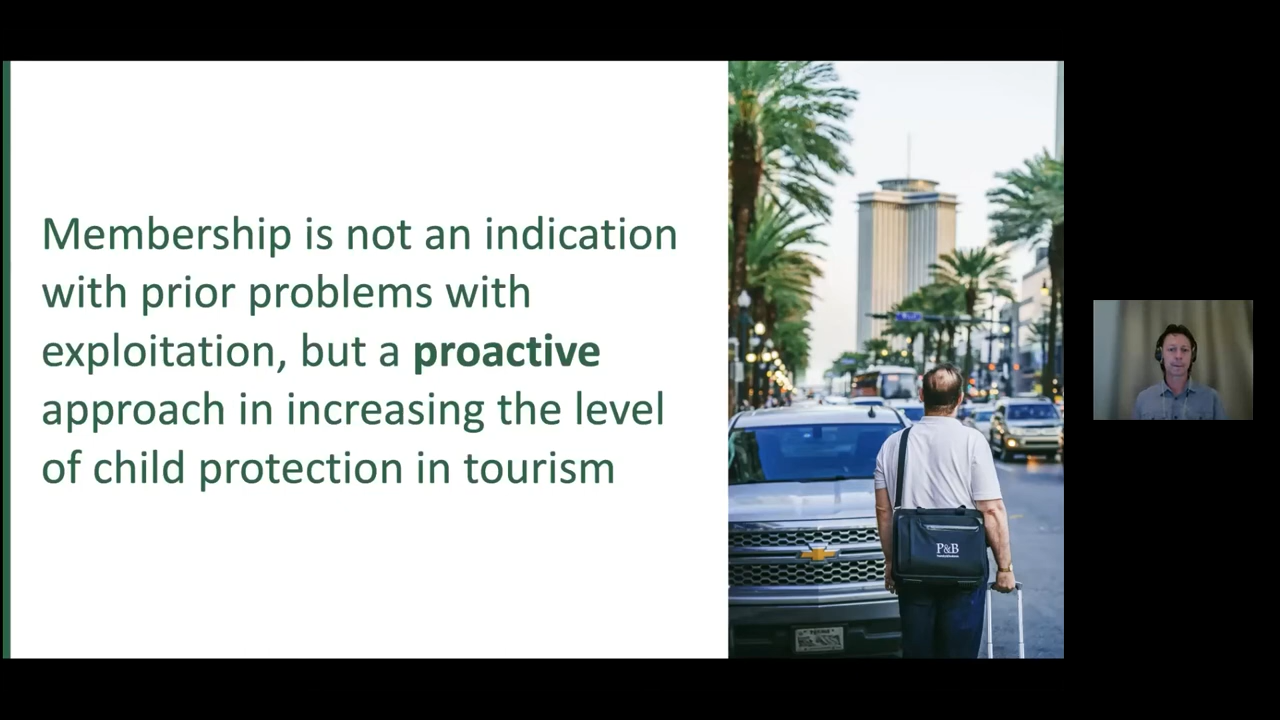 Membership is not an indication
with prior problems with
exploitation, but a proactive
approach in increasing the level
of child protection in tourism
P&B